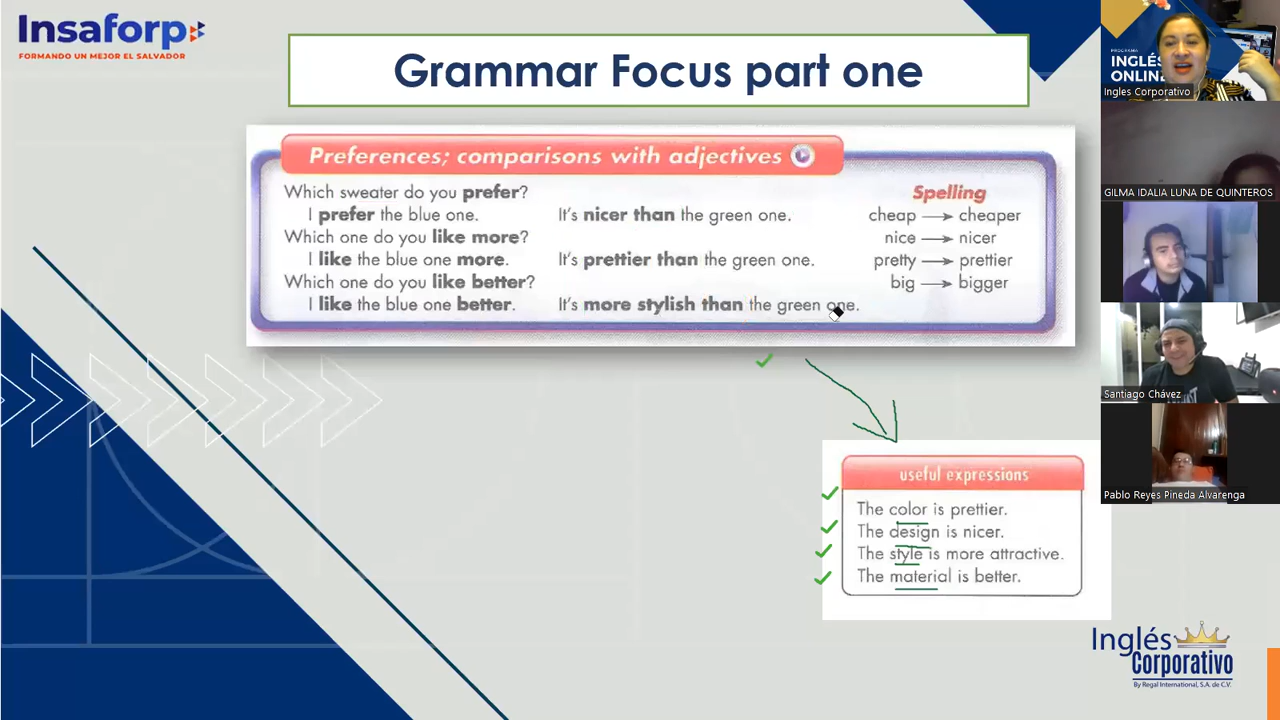 Insaforp
FORMANDO UN MEJOR EL SALVADOR
Grammar Focus part one
Preferences; comparisons with adjectives
Which sweater do you prefer?
I prefer the blue one. It's nicer than the green one.
Which one do you like more?
I like the blue one more. It's prettier than the green one.
Which one do you like better?
I like the blue one better. It's more stylish than the green one.
Spelling
cheap → cheaper
nice → nicer
pretty → prettier
big → bigger
useful expressions
The color is prettier.
The design is nicer.
The style is more attractive.
The material is better.
Inglés
Corporativo
By Regal International, S.A. de C.V.
PROGRAMA
INGLÉS
ONLINE
Ingles Corporativo
GILMA IDALIA LUNA DE QUINTEROS
Santiago Chávez
Pablo Reyes Pineda Alvarenga